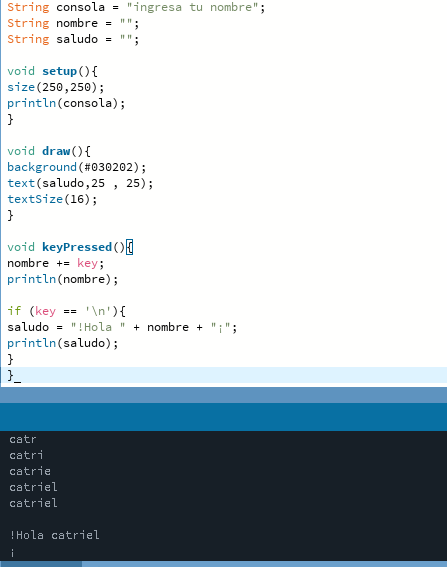 String consola = "ingresa tu nombre";
String nombre = "";
String saludo = "";
void setup(){
size(250,250);
println(consola);
}
void draw(){
background(#030202);
text(saludo,25 , 25);
textSize(16);
}
void keyPressed(){
nombre += key;
println(nombre);
if (key == '\n'){
saludo = "!Hola " + nombre + "¡";
println(saludo);
}
}_
catr
catri
catrie
catriel
catriel
!Hola catriel
¡